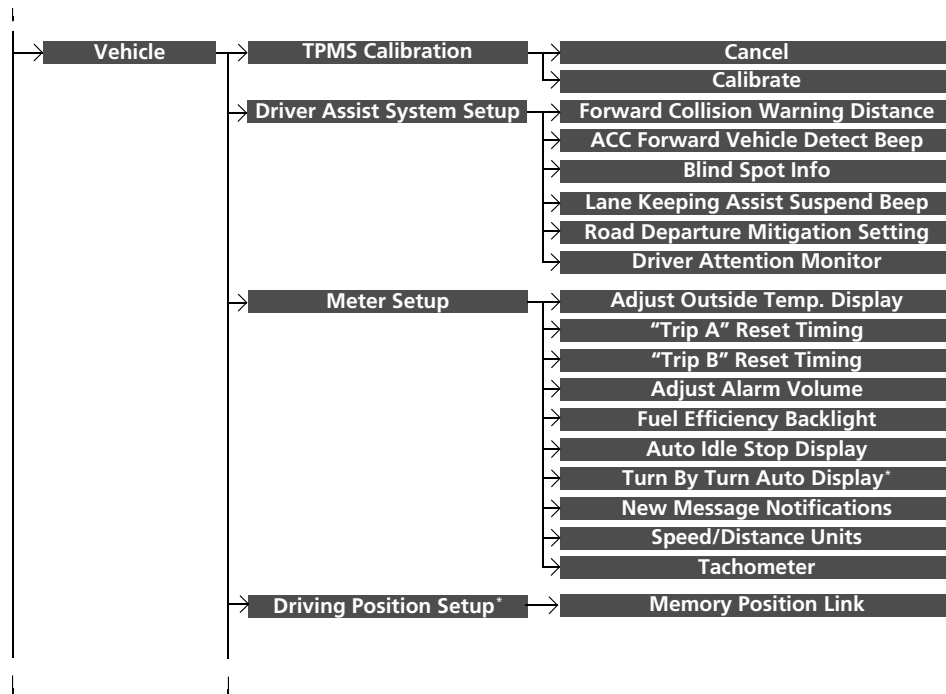 Vehicle
TPMS Calibration
Cancel
Calibrate
Driver Assist System Setup
Forward Collision Warning Distance
ACC Forward Vehicle Detect Beep
Blind Spot Info
Lane Keeping Assist Suspend Beep
Road Departure Mitigation Setting
Driver Attention Monitor
Meter Setup
Adjust Outside Temp. Display
“Trip A” Reset Timing
“Trip B” Reset Timing
Adjust Alarm Volume
Fuel Efficiency Backlight
Auto Idle Stop Display
Turn By Turn Auto Display*
New Message Notifications
Speed/Distance Units
Tachometer
Driving Position Setup*
Memory Position Link